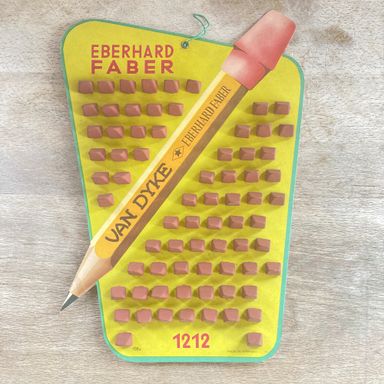 EBERHARD
FABER
VAN DYKE
EBERHARD FABER
1212